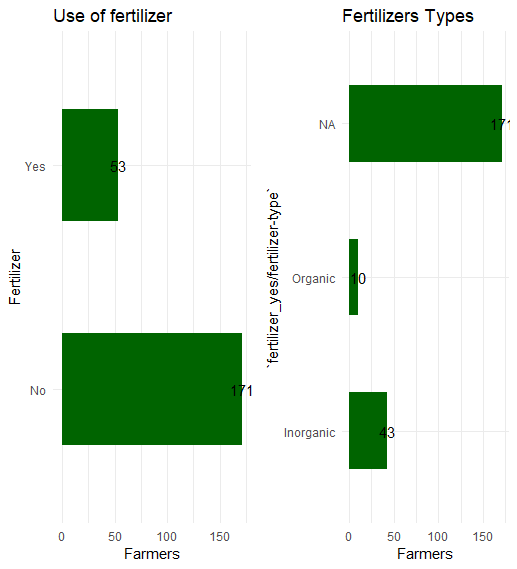 Use of fertilizer
Fertilizer
Yes
53
No
171
0 50 100 150
Farmers
Fertilizers Types
`fertilizer_yes/fertilizer-type`
NA
171
Organic
10
Inorganic
43
0 50 100 150
Farmers